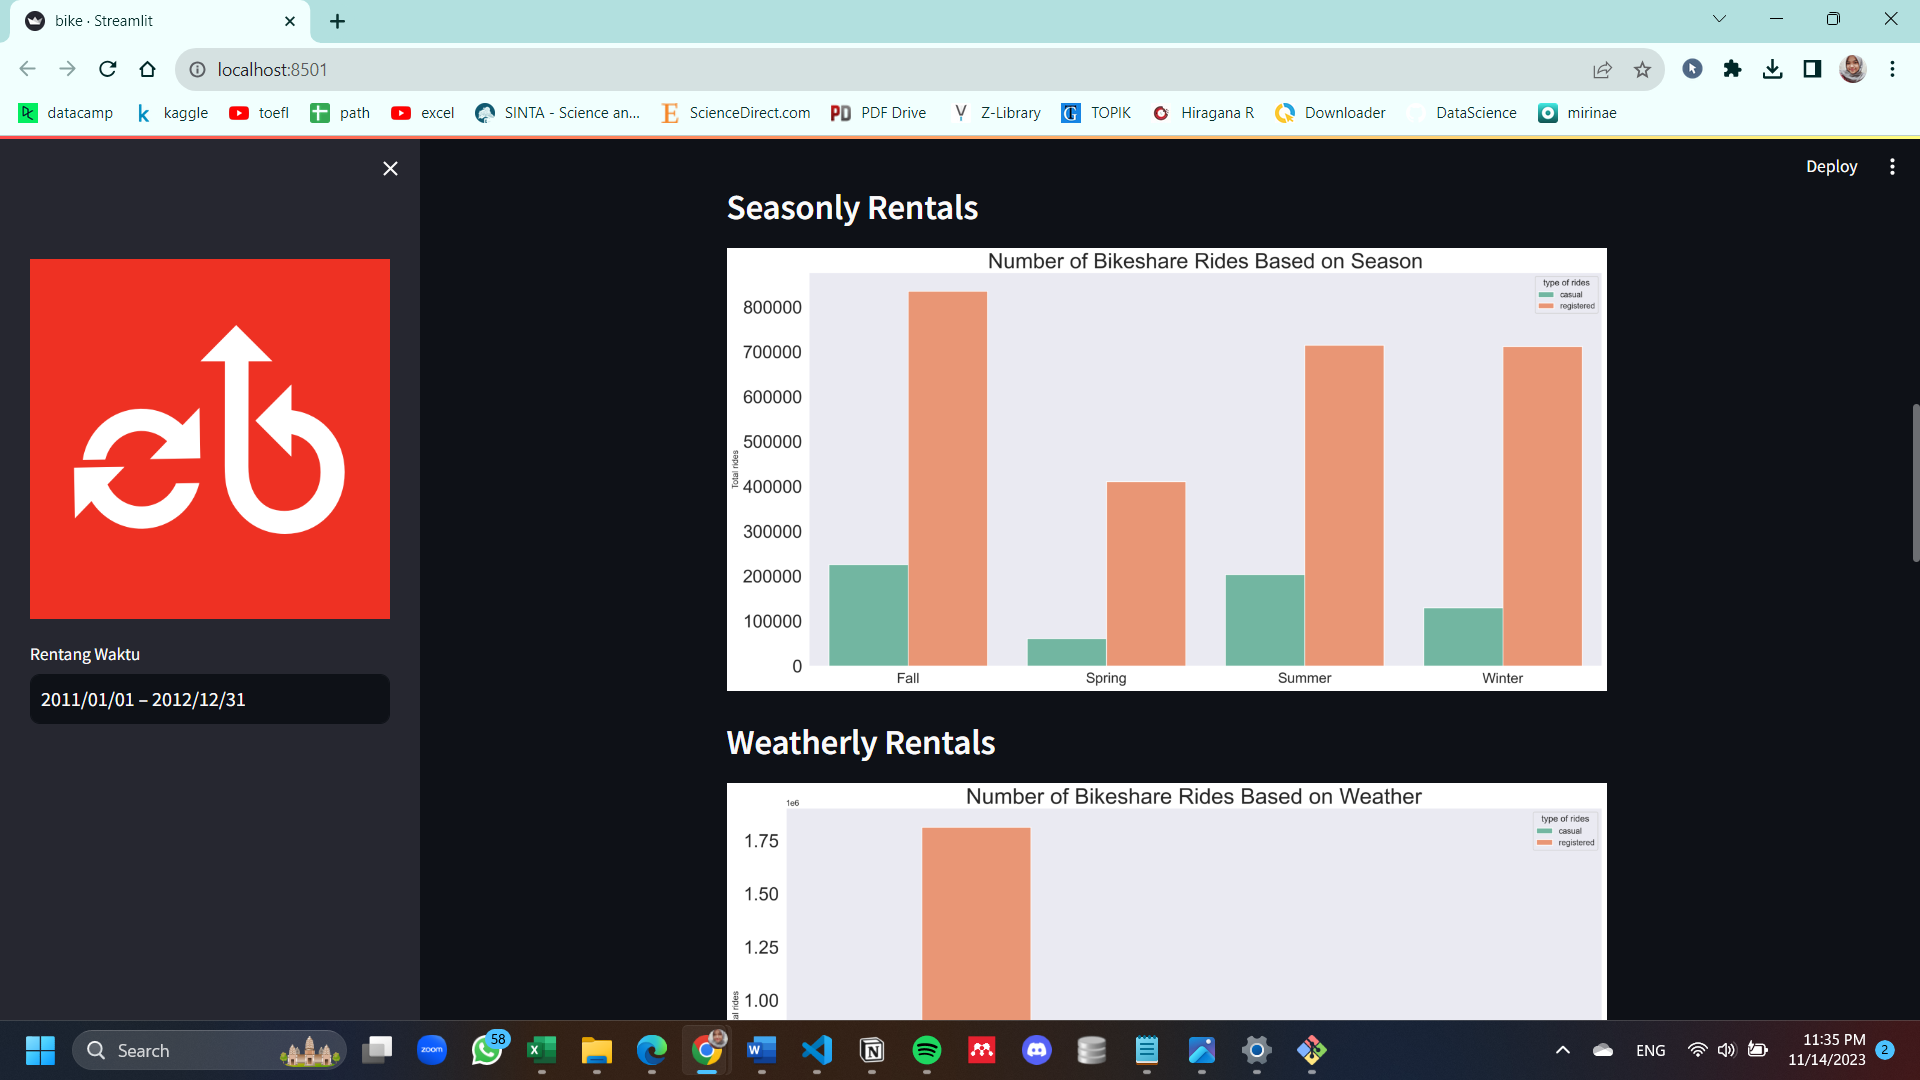 bike · Streamlit
localhost:8501
datacamp kaggle toefl path excel SINTA - Science an... ScienceDirect.com PDF Drive Z-Library TOPIK Hiragana R Downloader DataScience mirinae
Deploy
Rentang Waktu
2011/01/01 – 2012/12/31
Seasonly Rentals
Number of Bikeshare Rides Based on Season
type of rides
casual
registered
800000
700000
600000
500000
400000
300000
200000
100000
0
Total rides
Fall Spring Summer Winter
Weatherly Rentals
Number of Bikeshare Rides Based on Weather
1e6
type of rides
casual
registered
1.75
1.50
1.25
1.00
al rides
Search
zoom
58
ENG
11:35 PM
11/14/2023
2